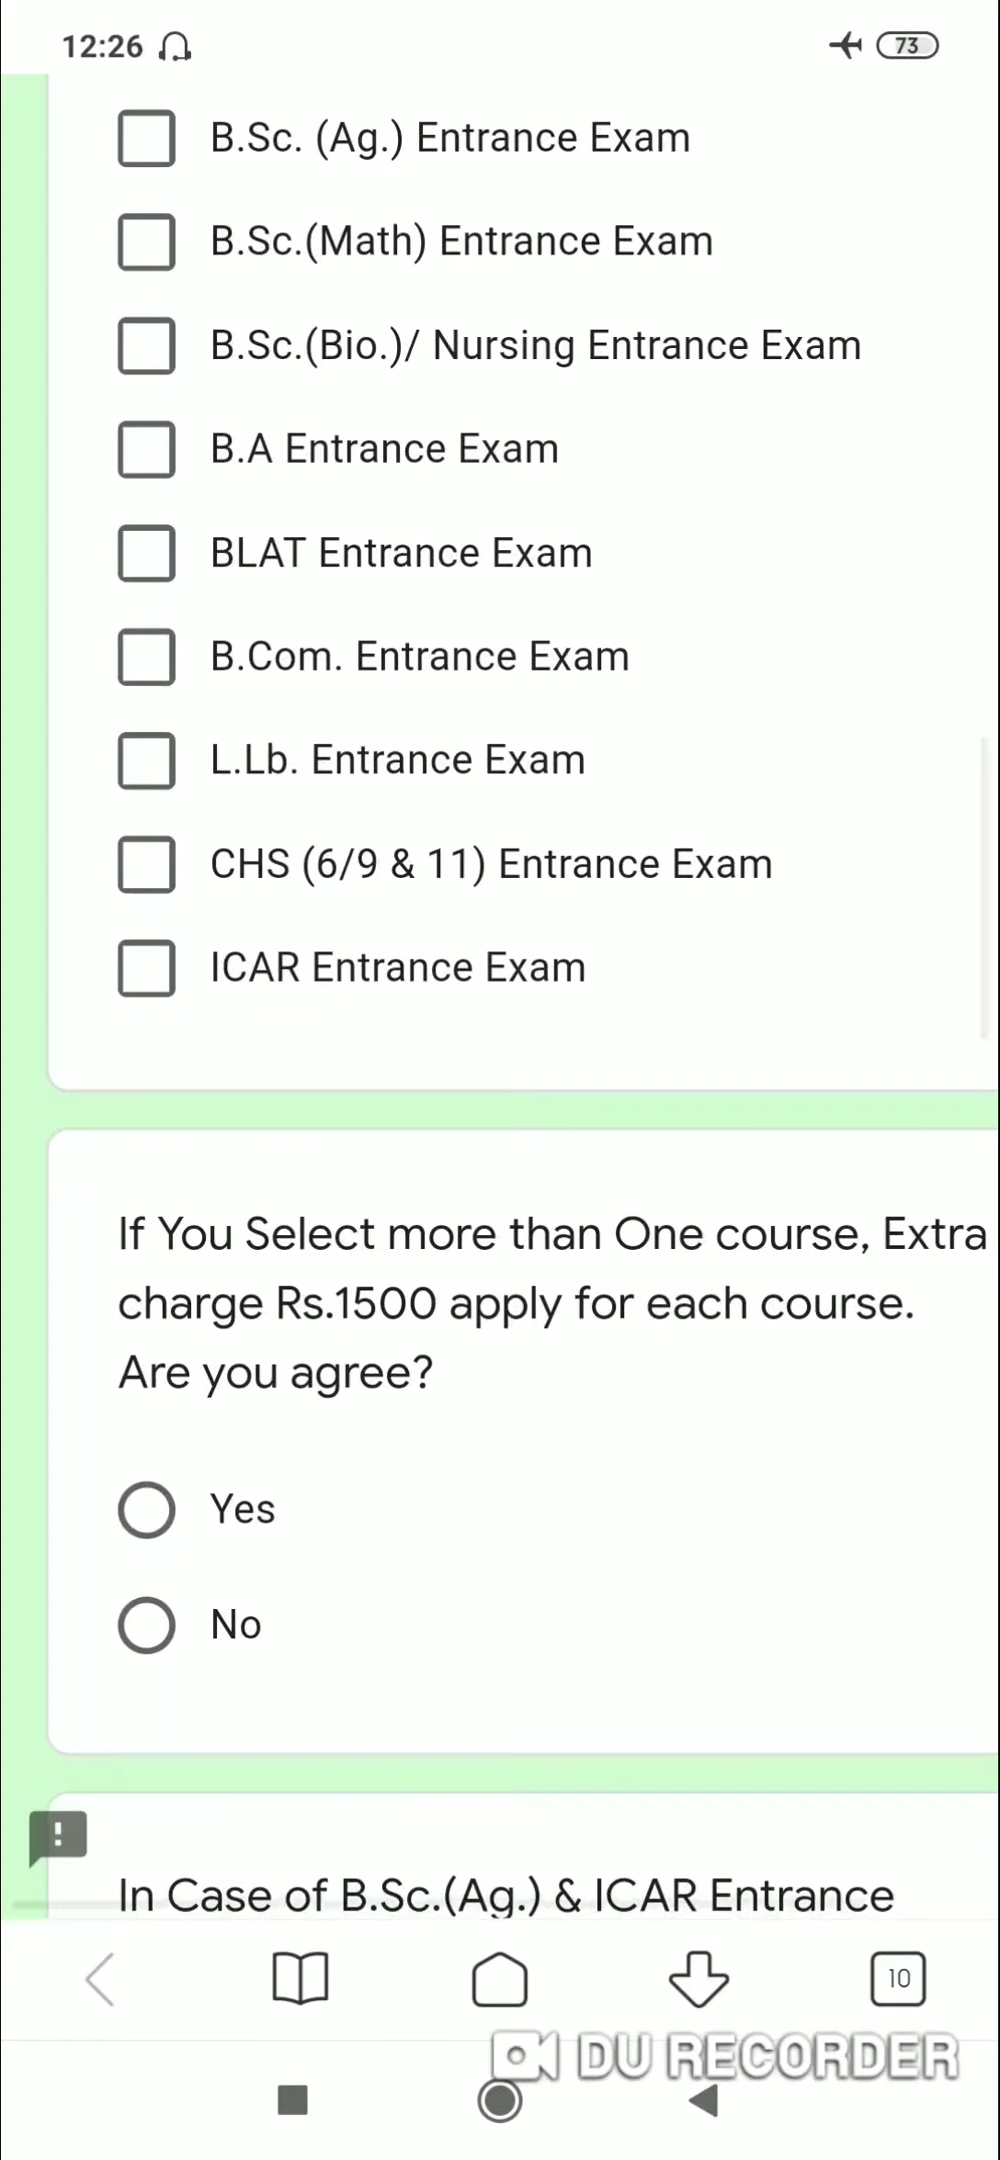 12:26
73
B.Sc. (Ag.) Entrance Exam
B.Sc.(Math) Entrance Exam
B.Sc.(Bio.)/ Nursing Entrance Exam
B.A Entrance Exam
BLAT Entrance Exam
B.Com. Entrance Exam
L.Lb. Entrance Exam
CHS (6/9 & 11) Entrance Exam
ICAR Entrance Exam
If You Select more than One course, Extra
charge Rs.1500 apply for each course.
Are you agree?
Yes
No
!
In Case of B.Sc.(Ag.) & ICAR Entrance
10
DU RECORDER